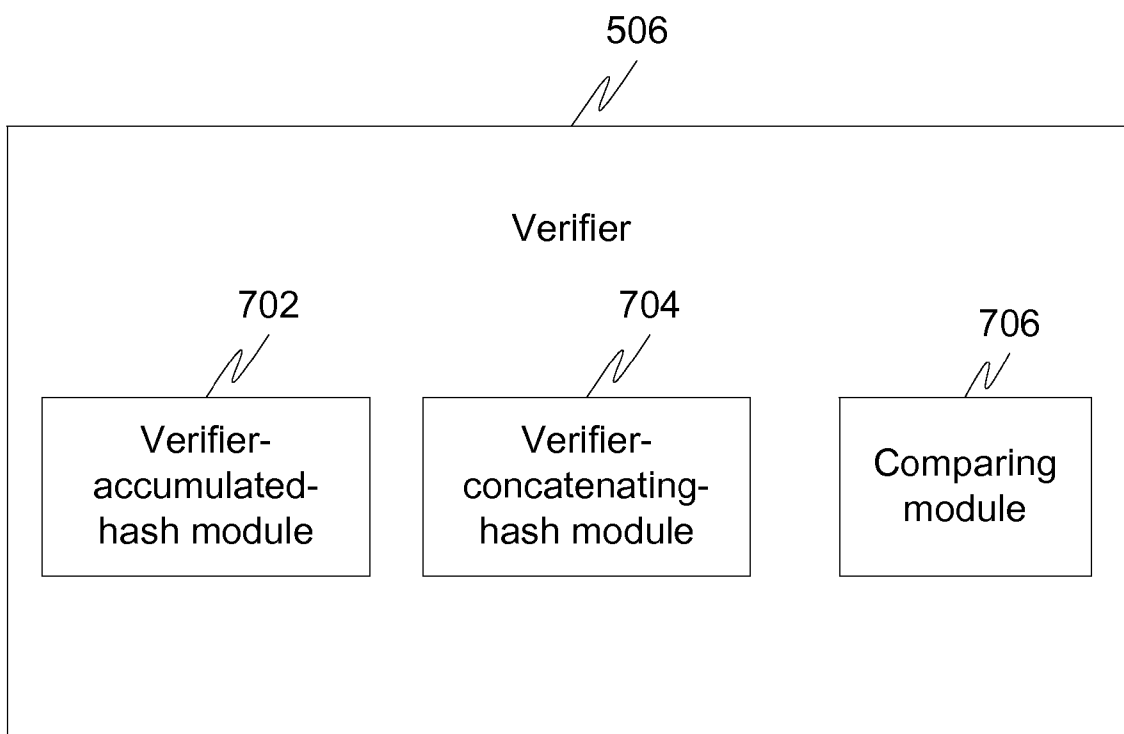 506
Verifier
702
704
706
Verifier-
accumulated-
hash module
Verifier-
concatenating-
hash module
Comparing
module